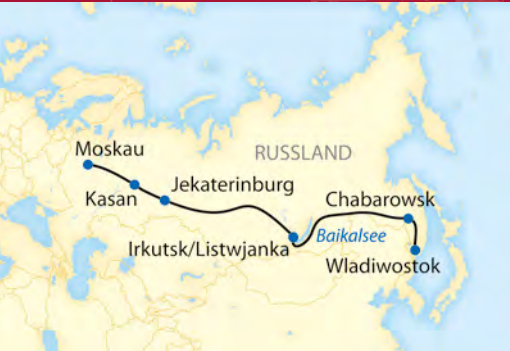 Moskau
RUSSLAND
Kasan
Jekaterinburg
Chabarowsk
Irkutsk/Listwjanka
Baikalsee
Wladiwostok